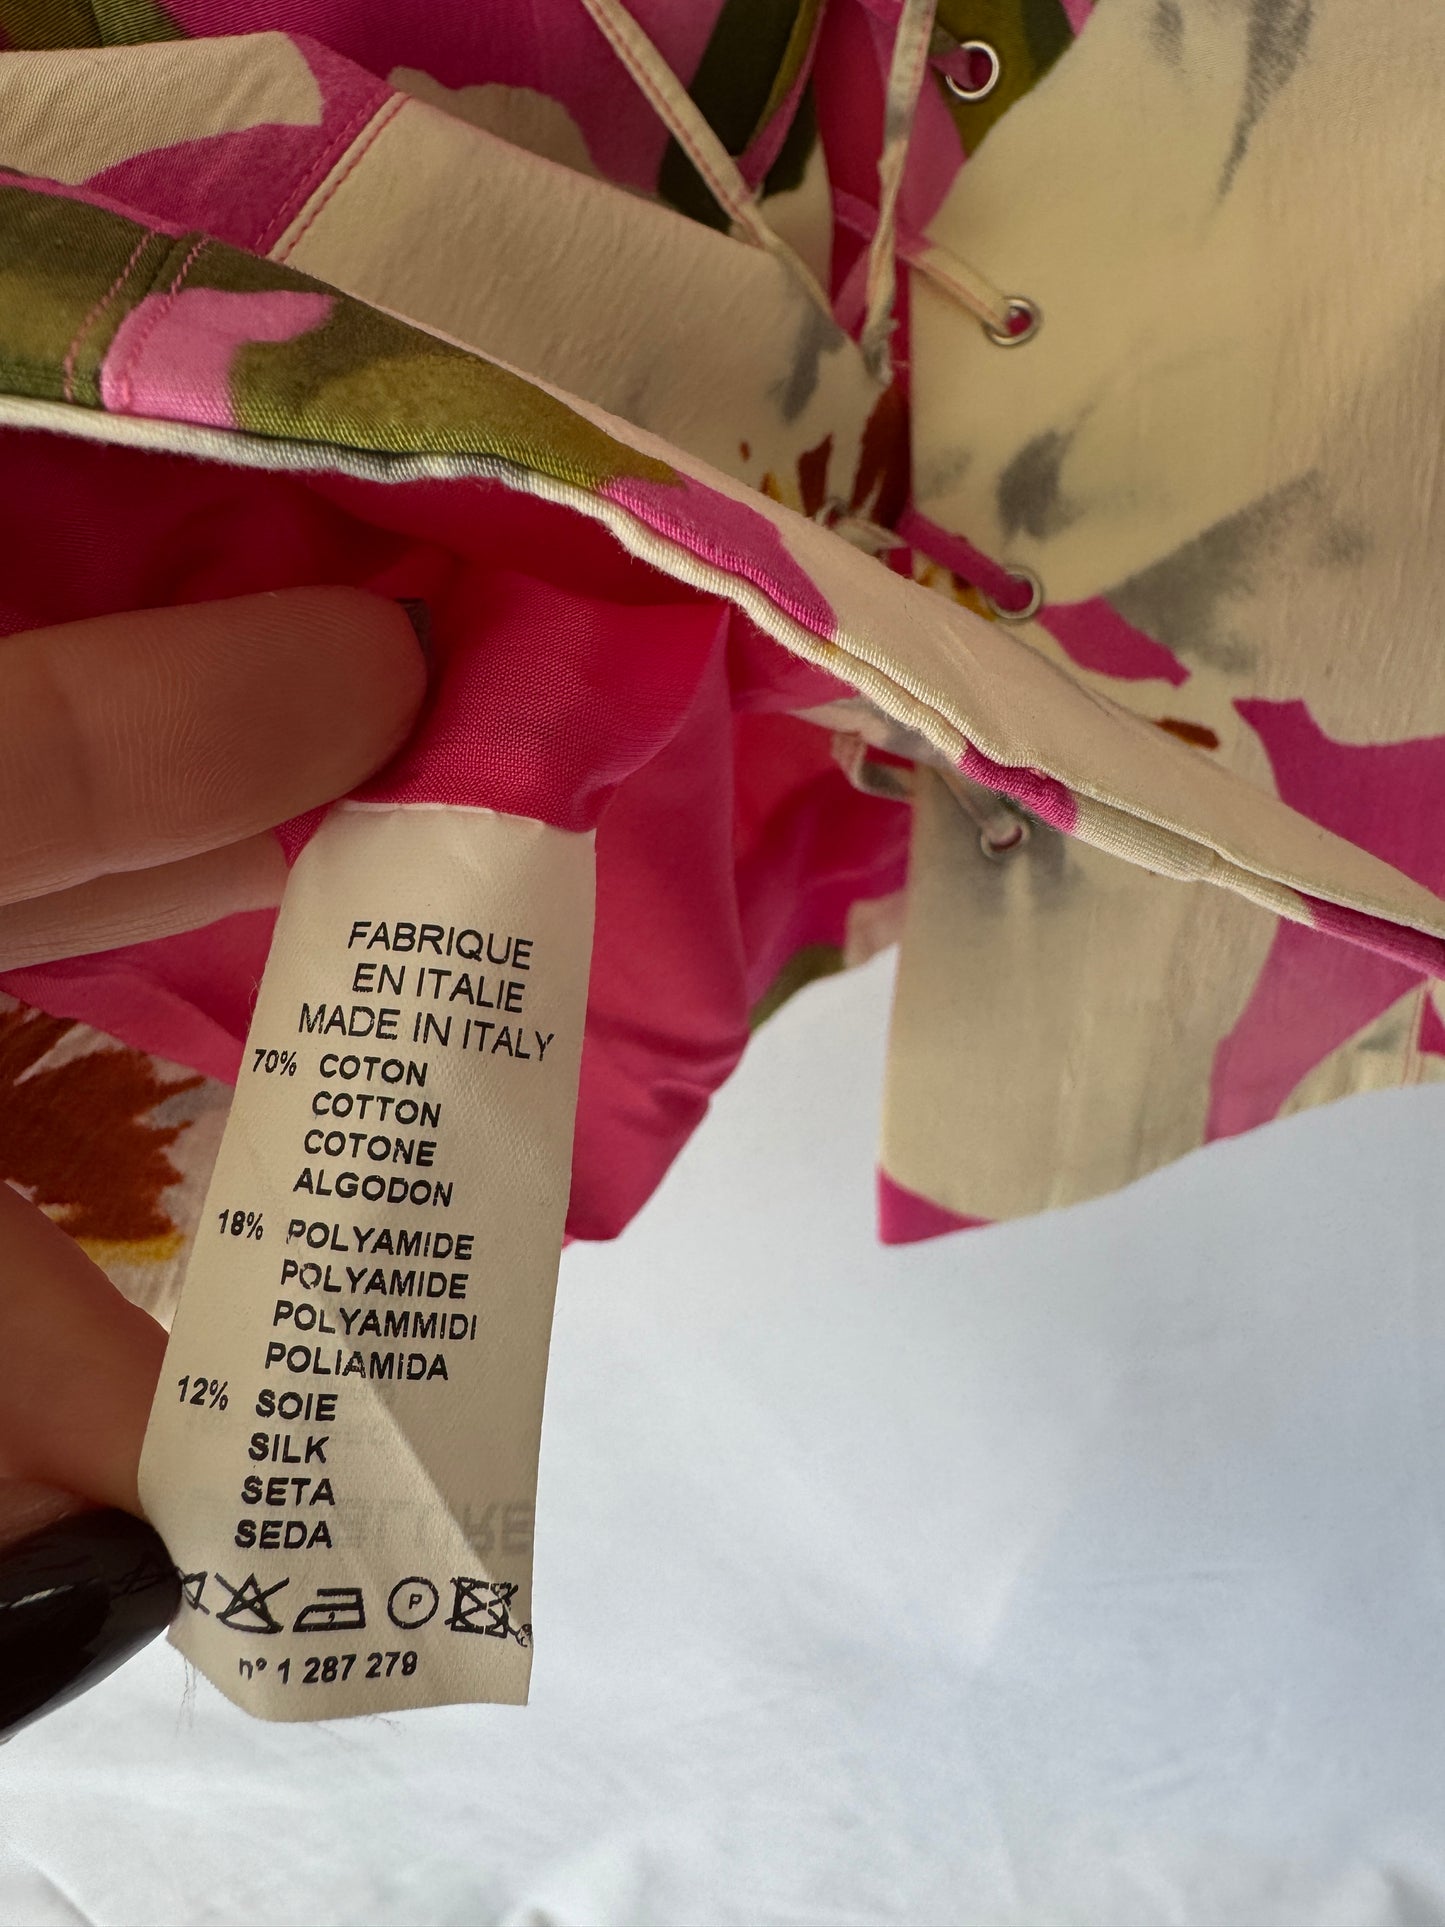 FABRIQUE
EN ITALIE
MADE IN ITALY
70% COTON
COTTON
COTONE
ALGODON
18% POLYAMIDE
POLYAMIDE
POLYAMMIDI
POLIAMIDA
12% SOIE
SILK
SETA
SEDA
P
n° 1 287 279